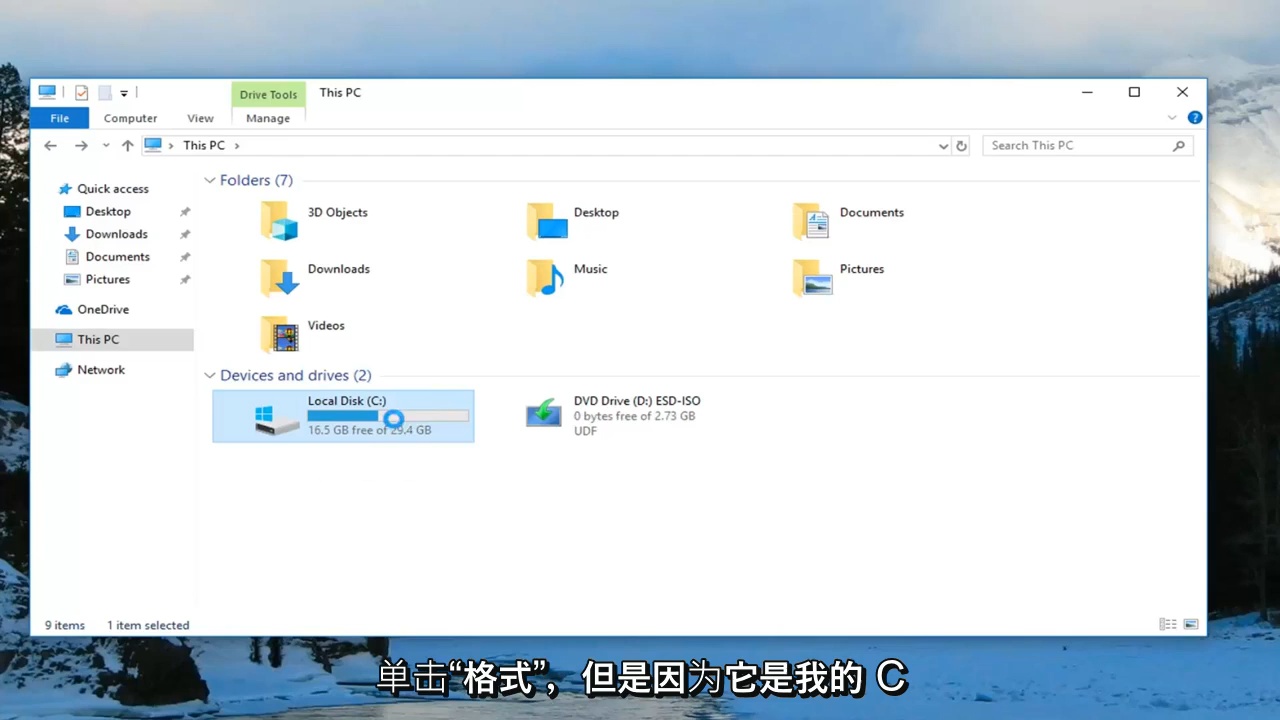 Drive Tools
This PC
File
Computer
View
Manage
This PC
Search This PC
Quick access
Desktop
Downloads
Documents
Pictures
OneDrive
This PC
Network
Folders (7)
3D Objects
Desktop
Documents
Downloads
Music
Pictures
Videos
Devices and drives (2)
Local Disk (C:)
16.5 GB free of 29.4 GB
DVD Drive (D:) ESD-ISO
0 bytes free of 2.73 GB
UDF
9 items
1 item selected
单击“格式”，但是因为它是我的 C